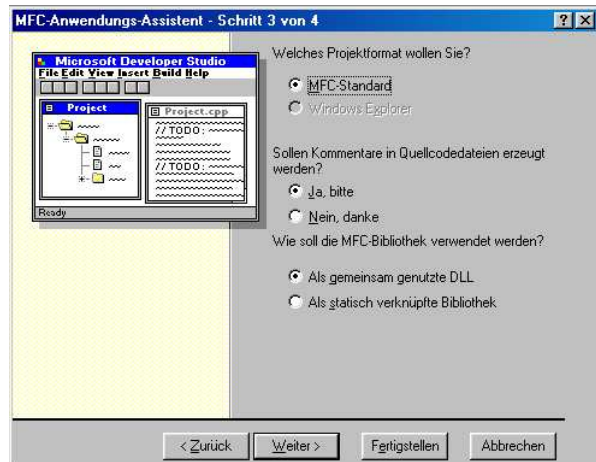 MFC-Anwendungs-Assistent - Schritt 3 von 4
Microsoft Developer Studio
File Edit View Insert Build Help
Project
Project.cpp
//TODO:
//TODO:
Ready
Welches Projektformat wollen Sie?
MFC-Standard
Windows Explorer
Sollen Kommentare in Quellcodedateien erzeugt
werden?
Ja, bitte
Nein, danke
Wie soll die MFC-Bibliothek verwendet werden?
Als gemeinsam genutzte DLL
Als statisch verknüpfte Bibliothek
< Zurück
Weiter >
Fertigstellen
Abbrechen